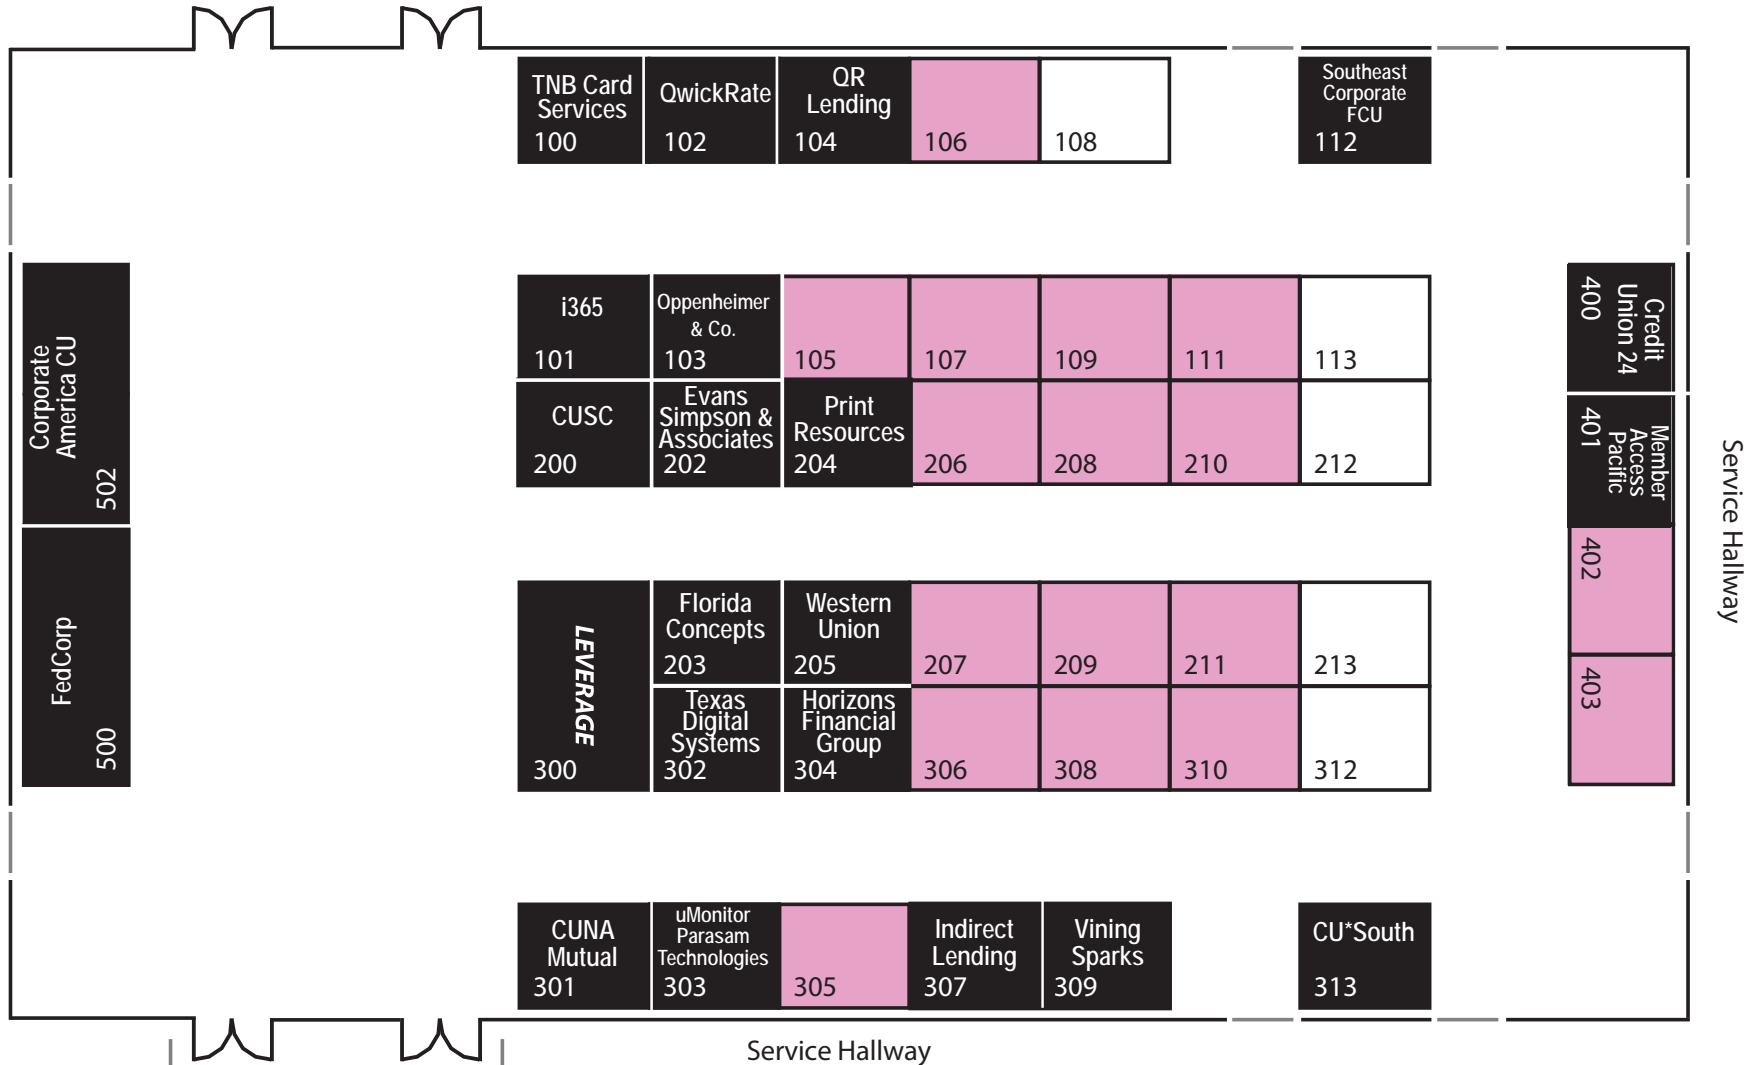 TNB Card
Services
100
QwickRate
102
QR
Lending
104
106
108
Southeast
Corporate
FCU
112
Corporate
America CU
502
FedCorp
500
i365
101
Oppenheimer
& Co.
103
105
107
109
111
113
CUSC
200
Evans
Simpson &
Associates
202
Print
Resources
204
206
208
210
212
LEVERAGE
300
Florida
Concepts
203
Western
Union
205
207
209
211
213
Texas
Digital
Systems
302
Horizons
Financial
Group
304
306
308
310
312
Credit
Union 24
400
Member
Access
Pacific
401
402
403
Service Hallway
CUNA
Mutual
301
uMonitor
Parasam
Technologies
303
305
Indirect
Lending
307
Vining
Sparks
309
CU*South
313
Service Hallway